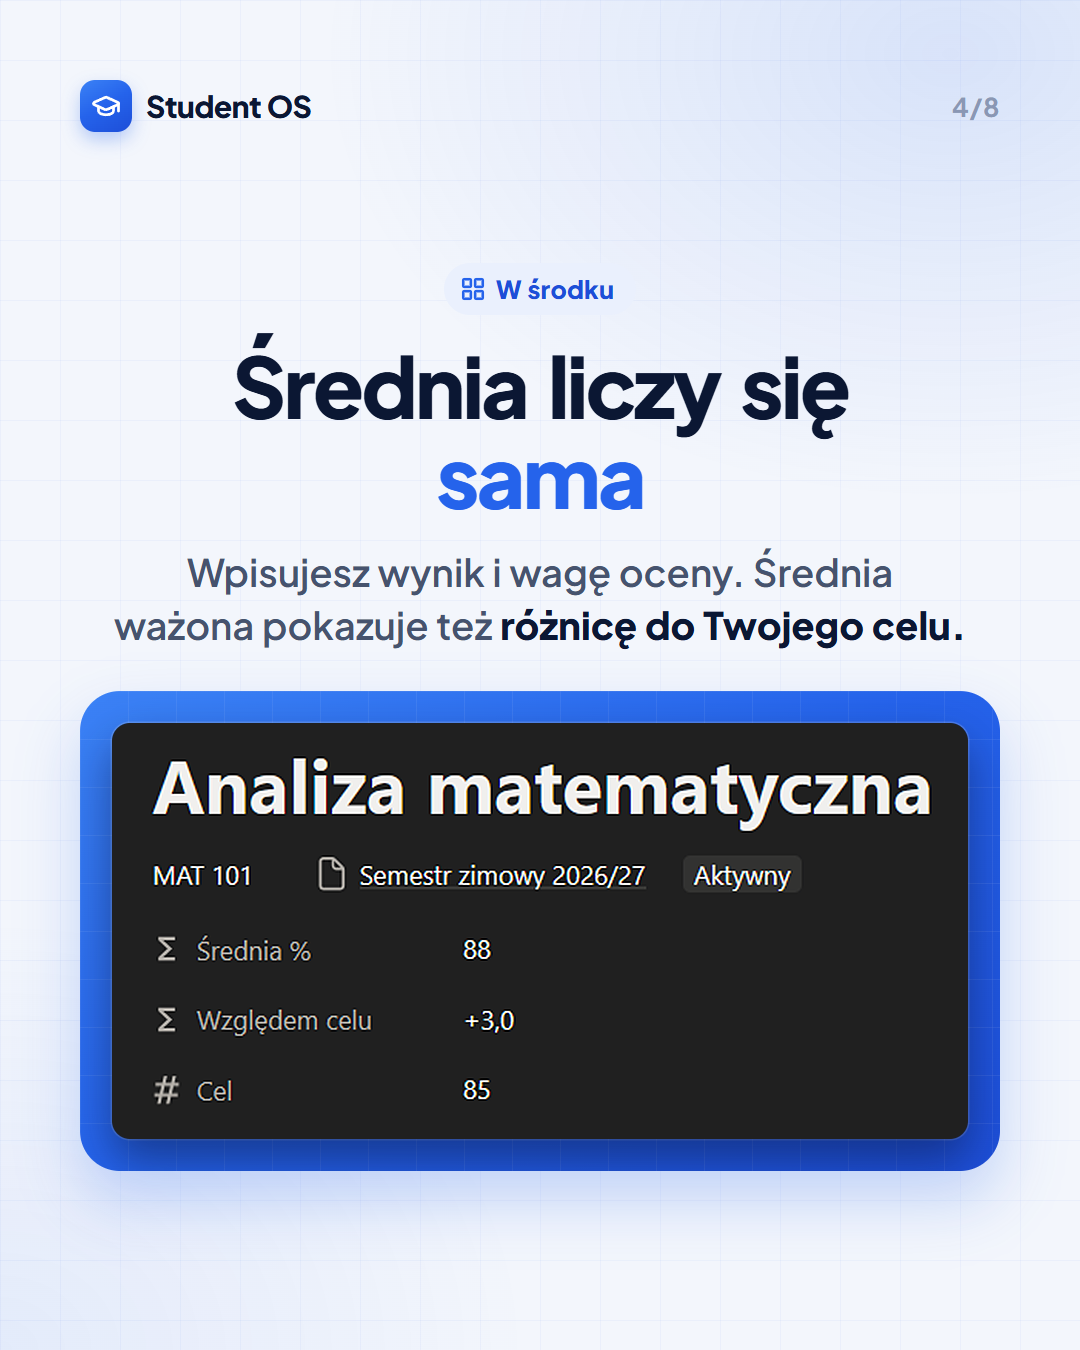 Student OS
4/8
W środku
Średnia liczy się
sama
Wpisujesz wynik i wagę oceny. Średnia
ważona pokazuje też różnicę do Twojego celu.
Analiza matematyczna
MAT 101 Semestr zimowy 2026/27 Aktywny
Σ Średnia % 88
Σ Względem celu +3,0
# Cel 85